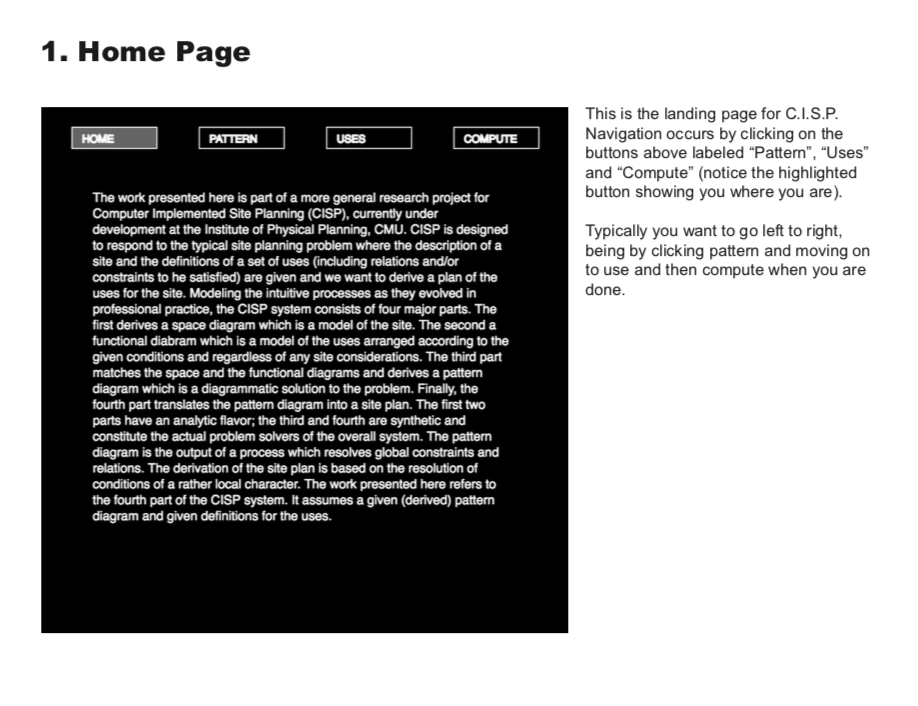 1. Home Page
HOME
PATTERN
USES
COMPUTE
The work presented here is part of a more general research project for
Computer Implemented Site Planning (CISP), currently under
development at the Institute of Physical Planning, CMU. CISP is designed
to respond to the typical site planning problem where the description of a
site and the definitions of a set of uses (including relations and/or
constraints to he satisfied) are given and we want to derive a plan of the
uses for the site. Modeling the intuitive processes as they evolved in
professional practice, the CISP system consists of four major parts. The
first derives a space diagram which is a model of the site. The second a
functional diabram which is a model of the uses arranged according to the
given conditions and regardless of any site considerations. The third part
matches the space and the functional diagrams and derives a pattern
diagram which is a diagrammatic solution to the problem. Finally, the
fourth part translates the pattern diagram into a site plan. The first two
parts have an analytic flavor; the third and fourth are synthetic and
constitute the actual problem solvers of the overall system. The pattern
diagram is the output of a process which resolves global constraints and
relations. The derivation of the site plan is based on the resolution of
conditions of a rather local character. The work presented here refers to
the fourth part of the CISP system. It assumes a given (derived) pattern
diagram and given definitions for the uses.
This is the landing page for C.I.S.P.
Navigation occurs by clicking on the
buttons above labeled “Pattern”, “Uses”
and “Compute” (notice the highlighted
button showing you where you are).
Typically you want to go left to right,
being by clicking pattern and moving on
to use and then compute when you are
done.